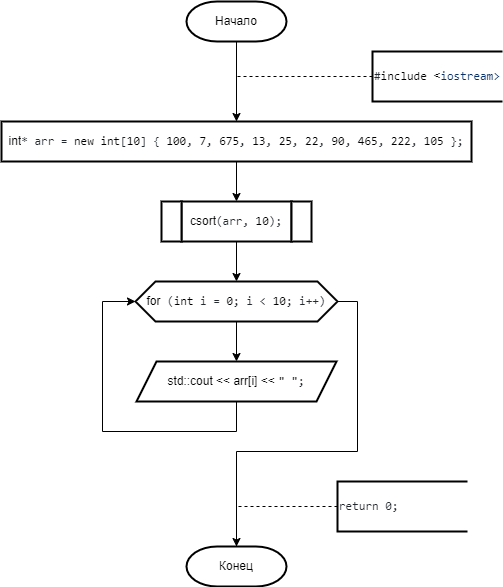 Начало
#include <iostream>
int* arr = new int[10] { 100, 7, 675, 13, 25, 22, 90, 465, 222, 105 };
csort(arr, 10);
for (int i = 0; i < 10; i++)
std::cout << arr[i] << " ";
return 0;
Конец